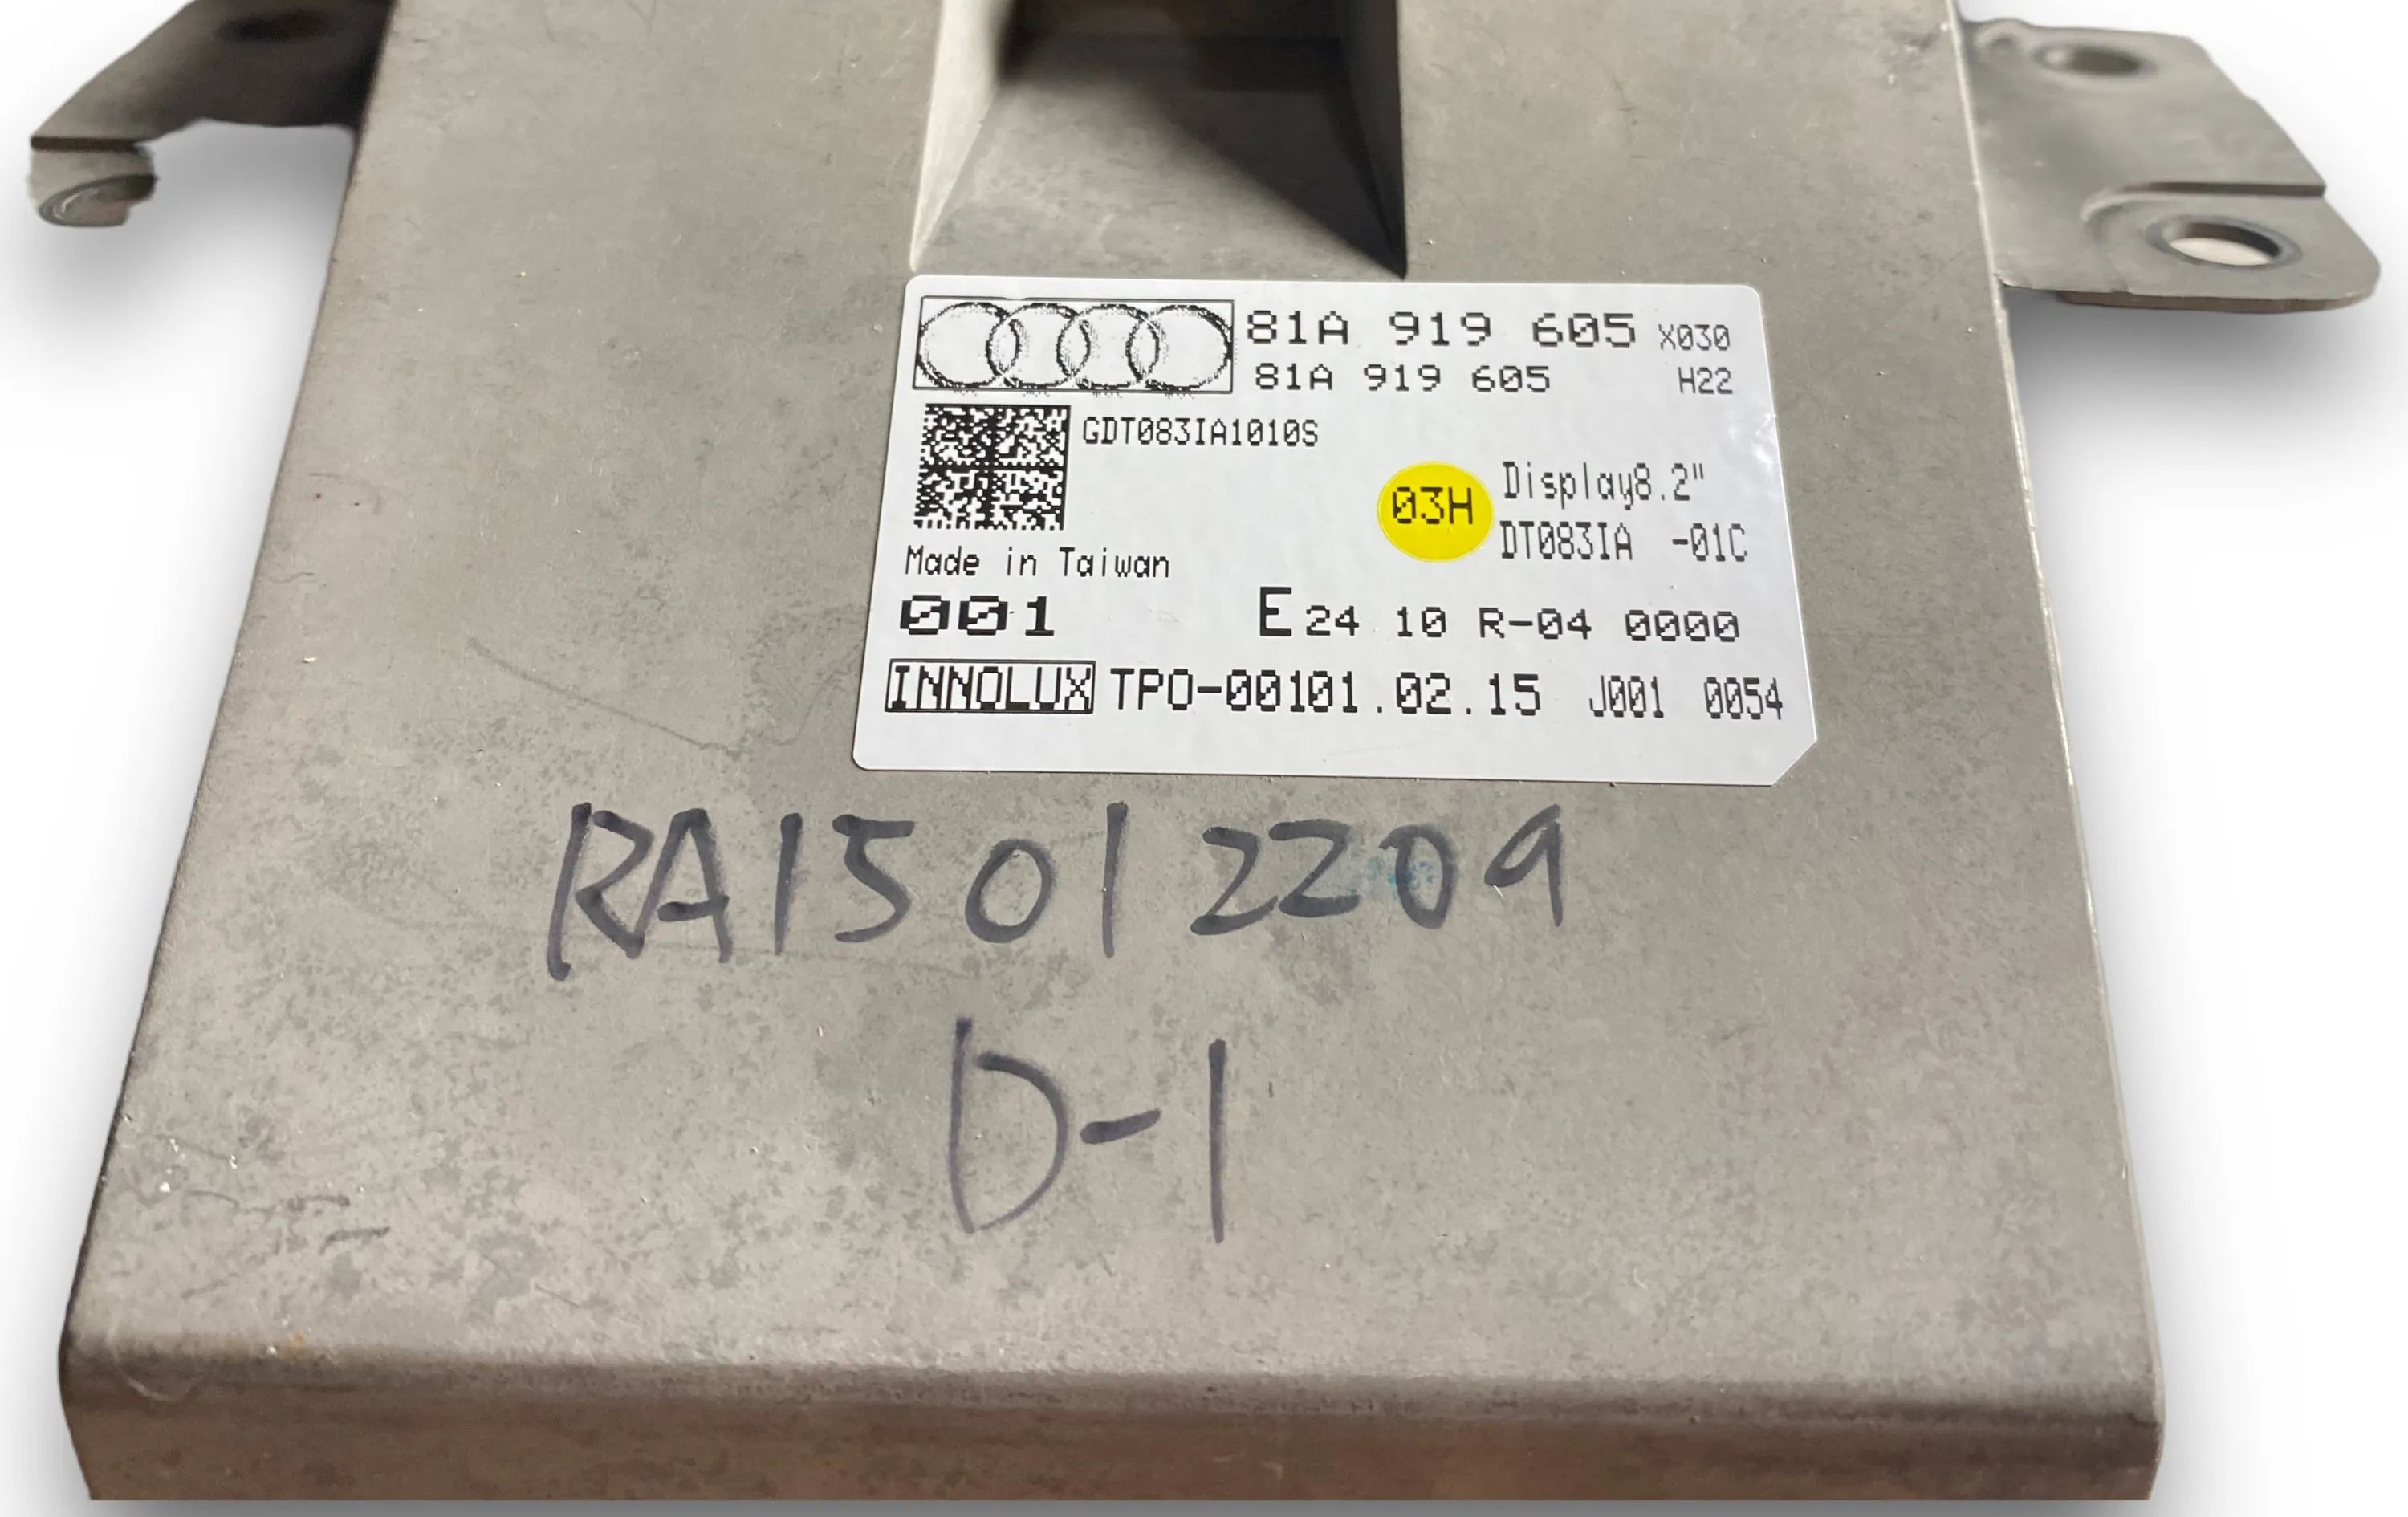 81A 919 605 X030
81A 919 605 H22
GDT083IA1010S
03H Display8.2"
DT083IA -01C
Made in Taiwan
001 E24 10 R-04 0000
INNOLUX TPO-00101.02.15 J001 0054
RA15012209
D-1